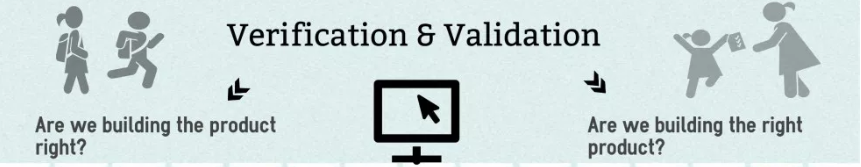 Verification & Validation
Are we building the product
right?
Are we building the right
product?